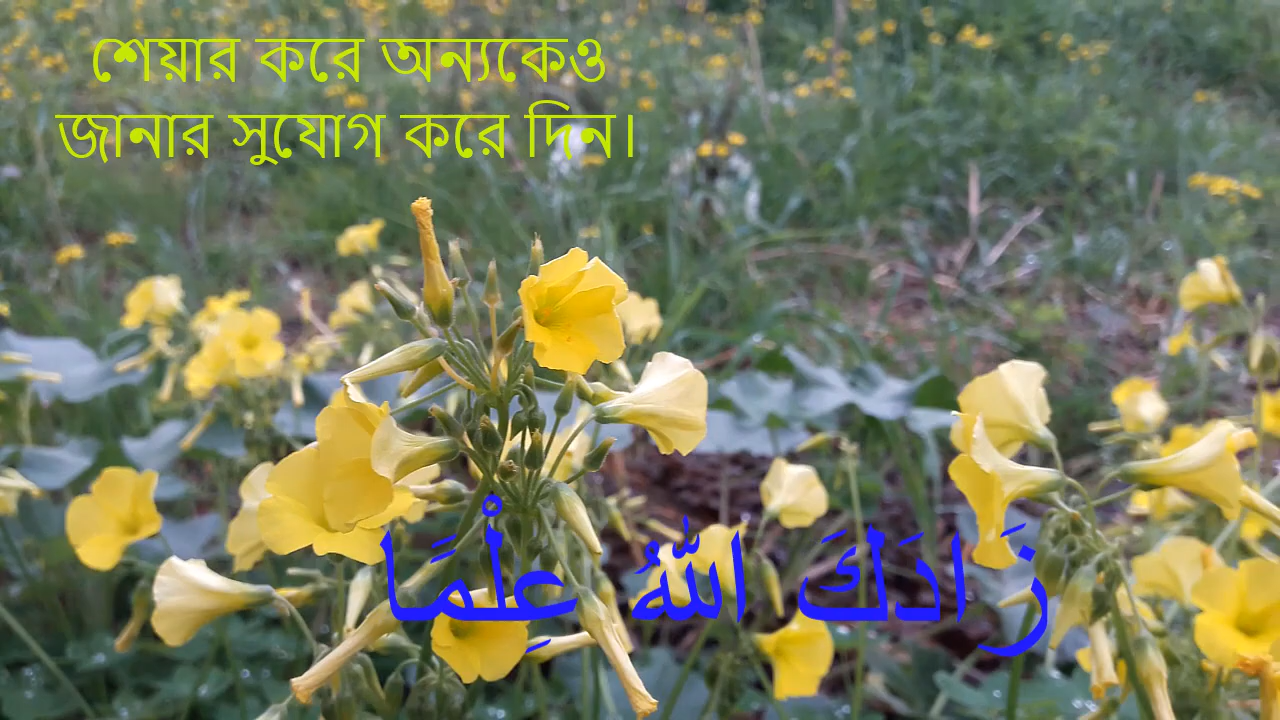 শেয়ার করে অন্যকেও
জানার সুযোগ করে দিন।
زَادَكَ اللّٰهُ عِلْمًا